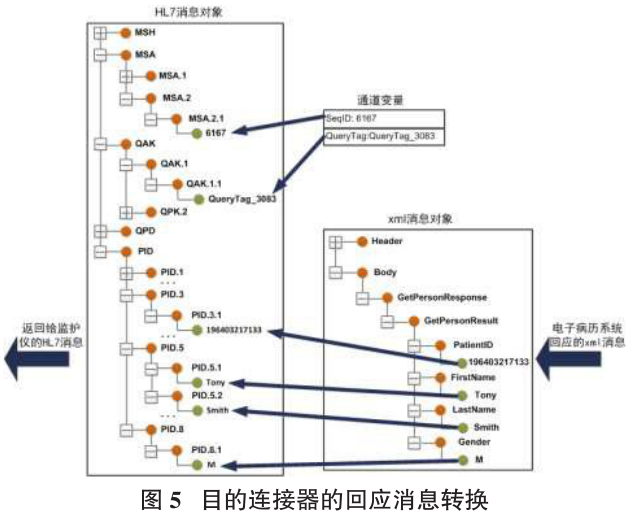 HL7消息对象
MSH
MSA
MSA.1
MSA.2
MSA.2.1
6167
QAK
QAK.1
QAK.1.1
QueryTag_3083
QPK.2
QPD
PID
PID.1
...
PID.3
PID.3.1
196403217133
...
PID.5
PID.5.1
Tony
PID.5.2
Smith
...
PID.8
PID.8.1
M
通道变量
SeqID: 6167
QueryTag:QueryTag_3083
xml消息对象
Header
Body
GetPersonResponse
GetPersonResult
PatientID
196403217133
FirstName
Tony
LastName
Smith
Gender
M
返回给监护
仪的HL7消息
电子病历系统
回应的xml消息
图 5 目的连接器的回应消息转换